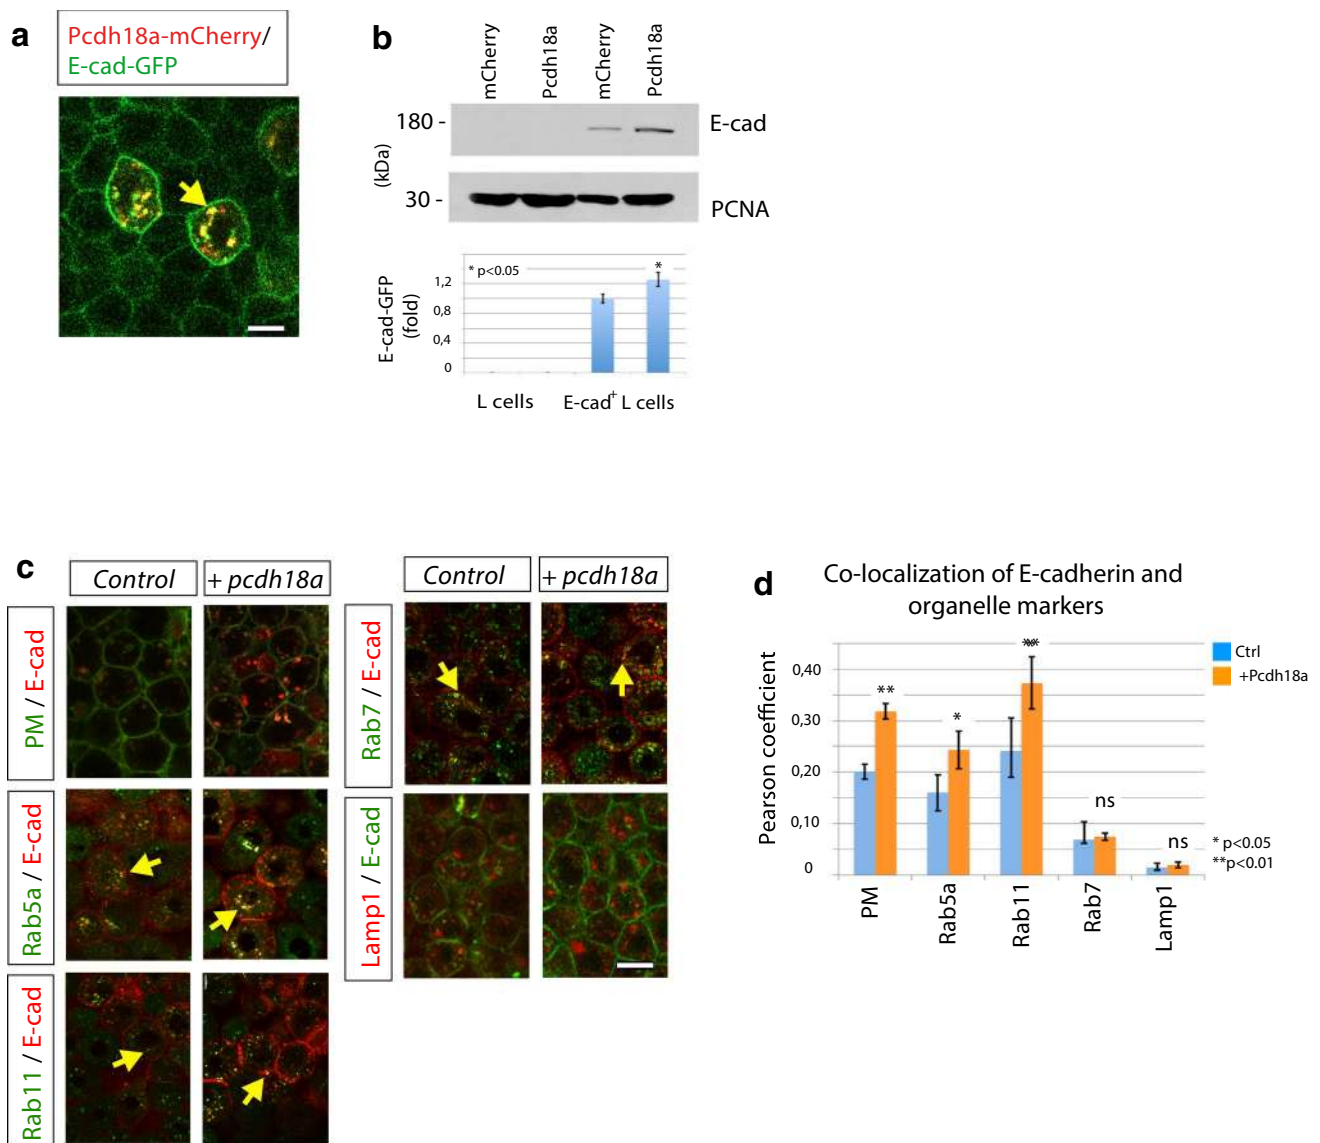 a
Pcdh18a-mCherry/
E-cad-GFP
b
mCherry
Pcdh18a
mCherry
Pcdh18a
180 -
E-cad
(kDa)
30 -
PCNA
* p<0.05
*
1,2
0,8
0,4
0
E-cad-GFP
(fold)
L cells
E-cad+ L cells
c
Control
+ pcdh18a
Control
+ pcdh18a
PM / E-cad
Rab7 / E-cad
Rab5a / E-cad
Lamp1 / E-cad
Rab11 / E-cad
d
Co-localization of E-cadherin and
organelle markers
Ctrl
+Pcdh18a
Pearson coefficient
0,40
0,30
0,20
0,10
0
**
*
**
ns
ns
* p<0.05
**p<0.01
PM
Rab5a
Rab11
Rab7
Lamp1